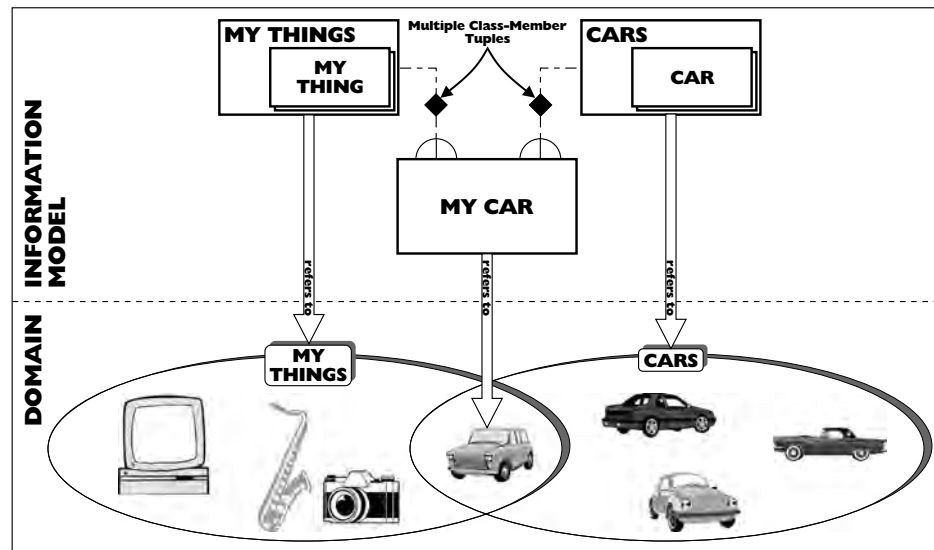 MY THINGS
MY
THING
Multiple Class-Member
Tuples
CARS
CAR
MY CAR
INFORMATION
MODEL
refers to
refers to
refers to
DOMAIN
MY
THINGS
CARS